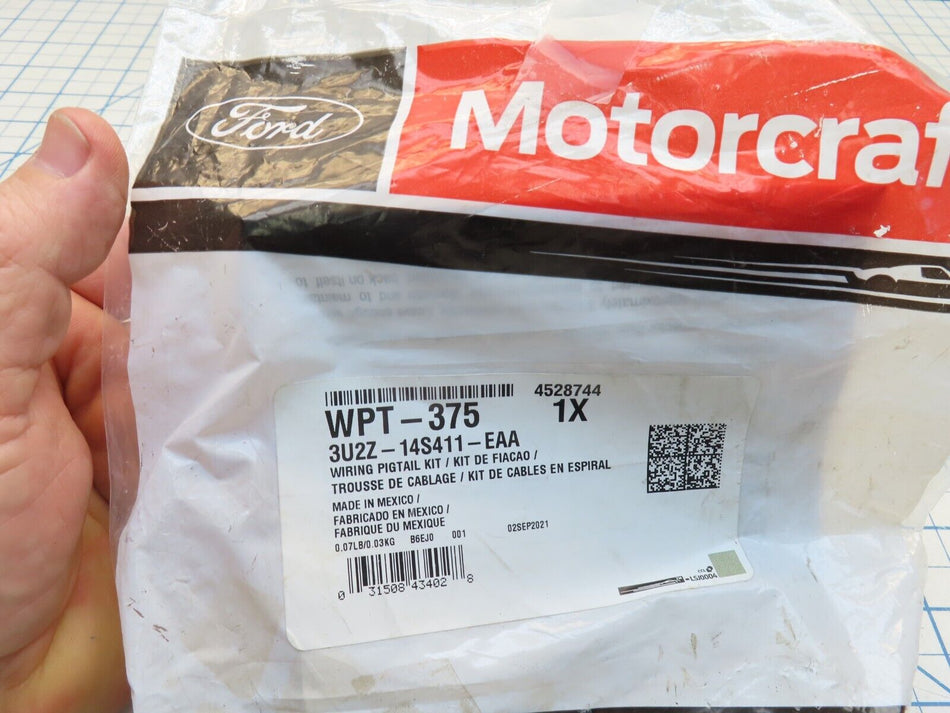 Ford
Motorcraf
4528744
WPT-375 1X
3U2Z-14S411-EAA
WIRING PIGTAIL KIT / KIT DE FIACAO /
TROUSSE DE CABLAGE / KIT DE CABLES EN ESPIRAL
MADE IN MEXICO /
FABRICADO EN MEXICO /
FABRIQUE DU MEXIQUE
0.07LB/0.03KG B6EJ0 001 02SEP2021
0 31508 43402 8